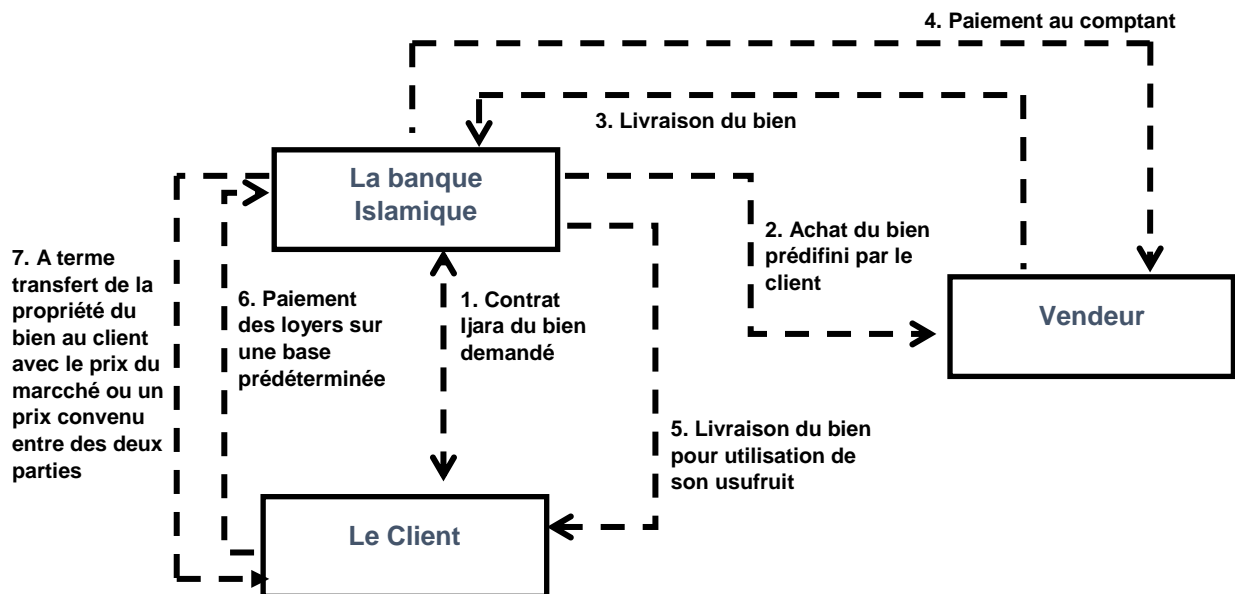 4. Paiement au comptant
3. Livraison du bien
La banque
Islamique
2. Achat du bien
prédifini par le
client
Vendeur
7. A terme
transfert de la
propriété du
bien au client
avec le prix du
marcché ou un
prix convenu
entre des deux
parties
6. Paiement
des loyers sur
une base
prédéterminée
1. Contrat
Ijara du bien
demandé
5. Livraison du bien
pour utilisation de
son usufruit
Le Client